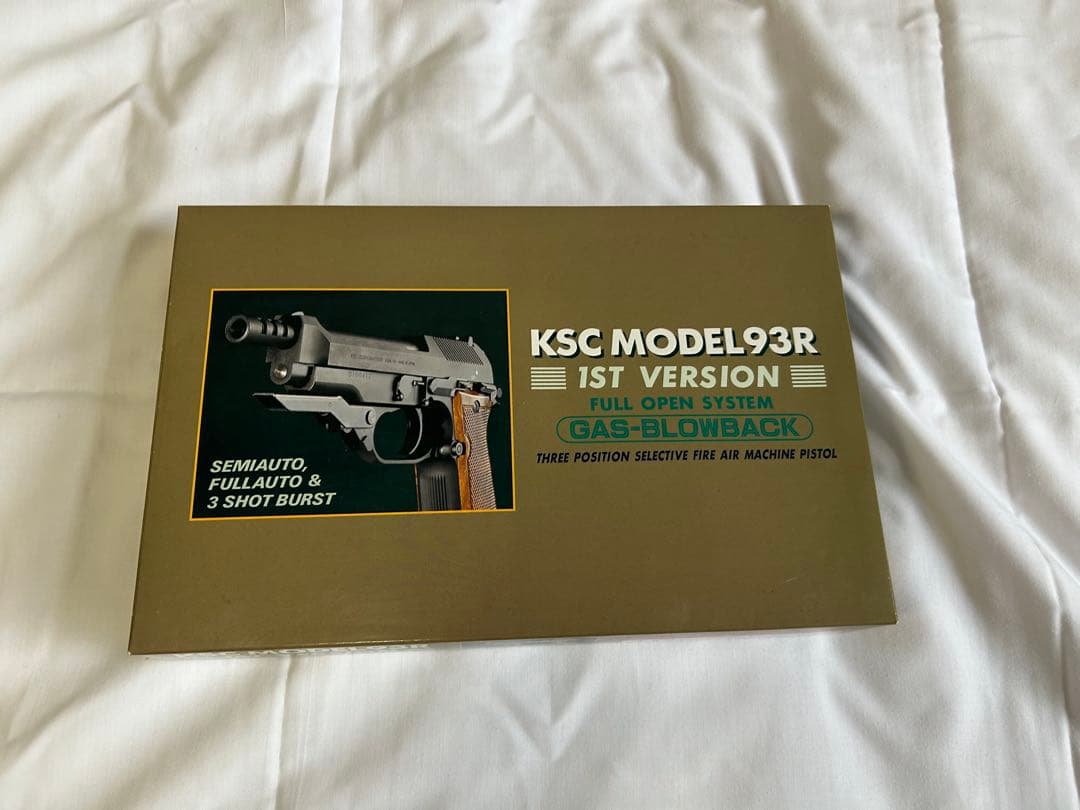 KSC MODEL93R
1ST VERSION
FULL OPEN SYSTEM
GAS-BLOWBACK
THREE POSITION SELECTIVE FIRE AIR MACHINE PISTOL
SEMIAUTO,
FULLAUTO &
3 SHOT BURST